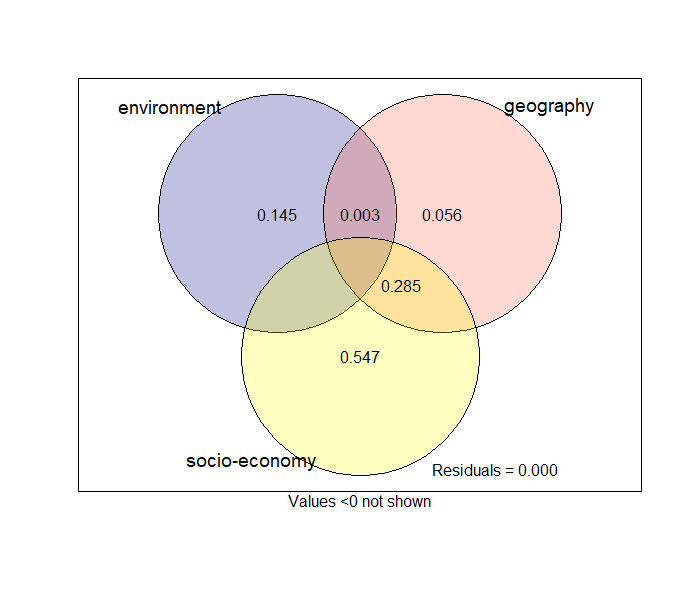 environment
geography
0.145
0.003
0.056
0.285
0.547
socio-economy
Residuals = 0.000
Values <0 not shown